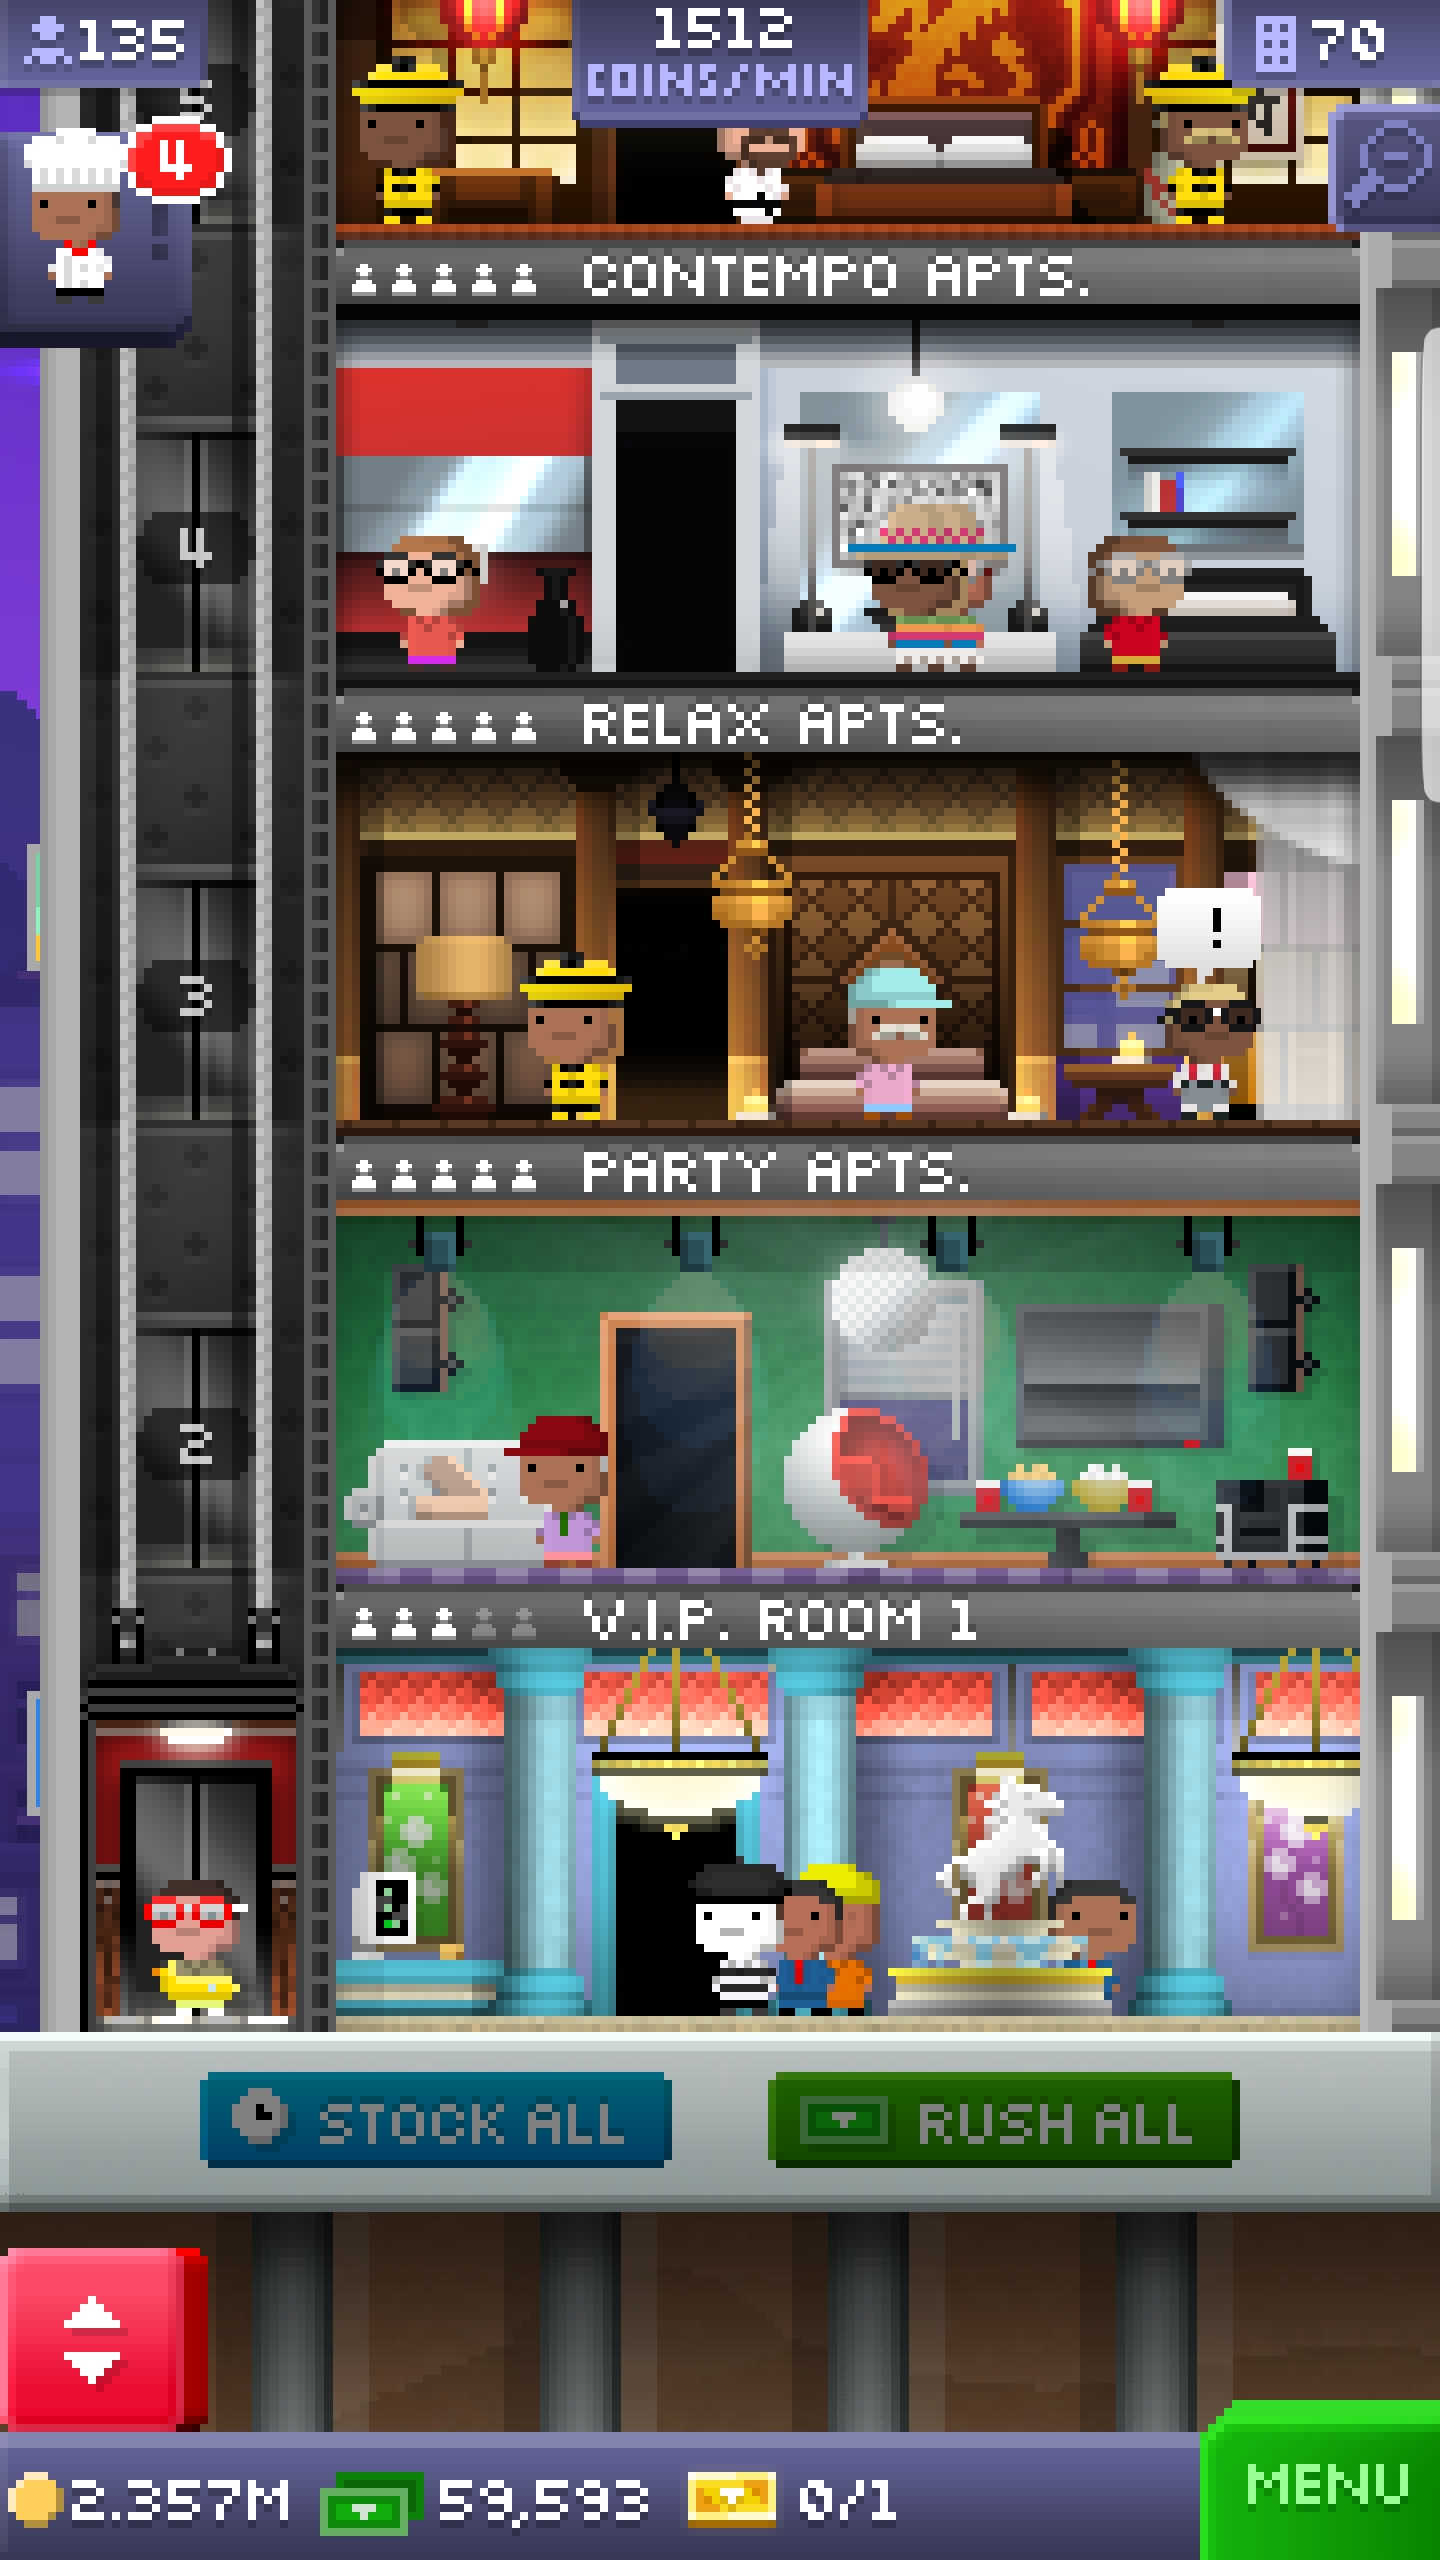 135
1512
COINS/MIN
70
4
5
CONTEMPO APTS.
4
RELAX APTS.
3
!
PARTY APTS.
2
V.I.P. ROOM 1
STOCK ALL
RUSH ALL
2.357M
59,593
0/1
MENU